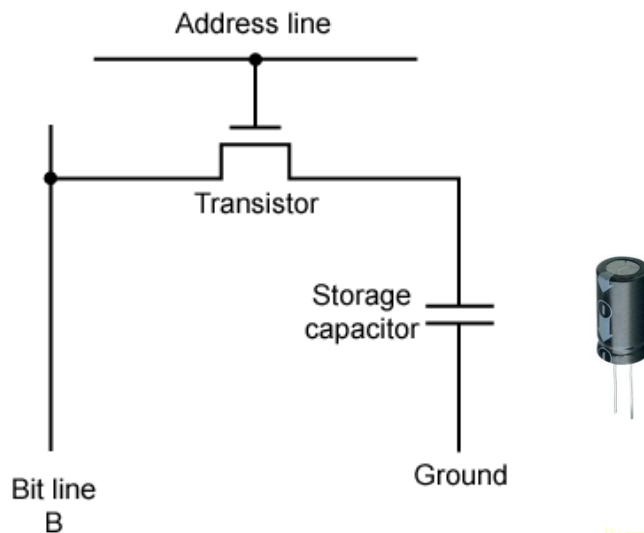 Address line
Transistor
Storage
capacitor
Ground
Bit line
B